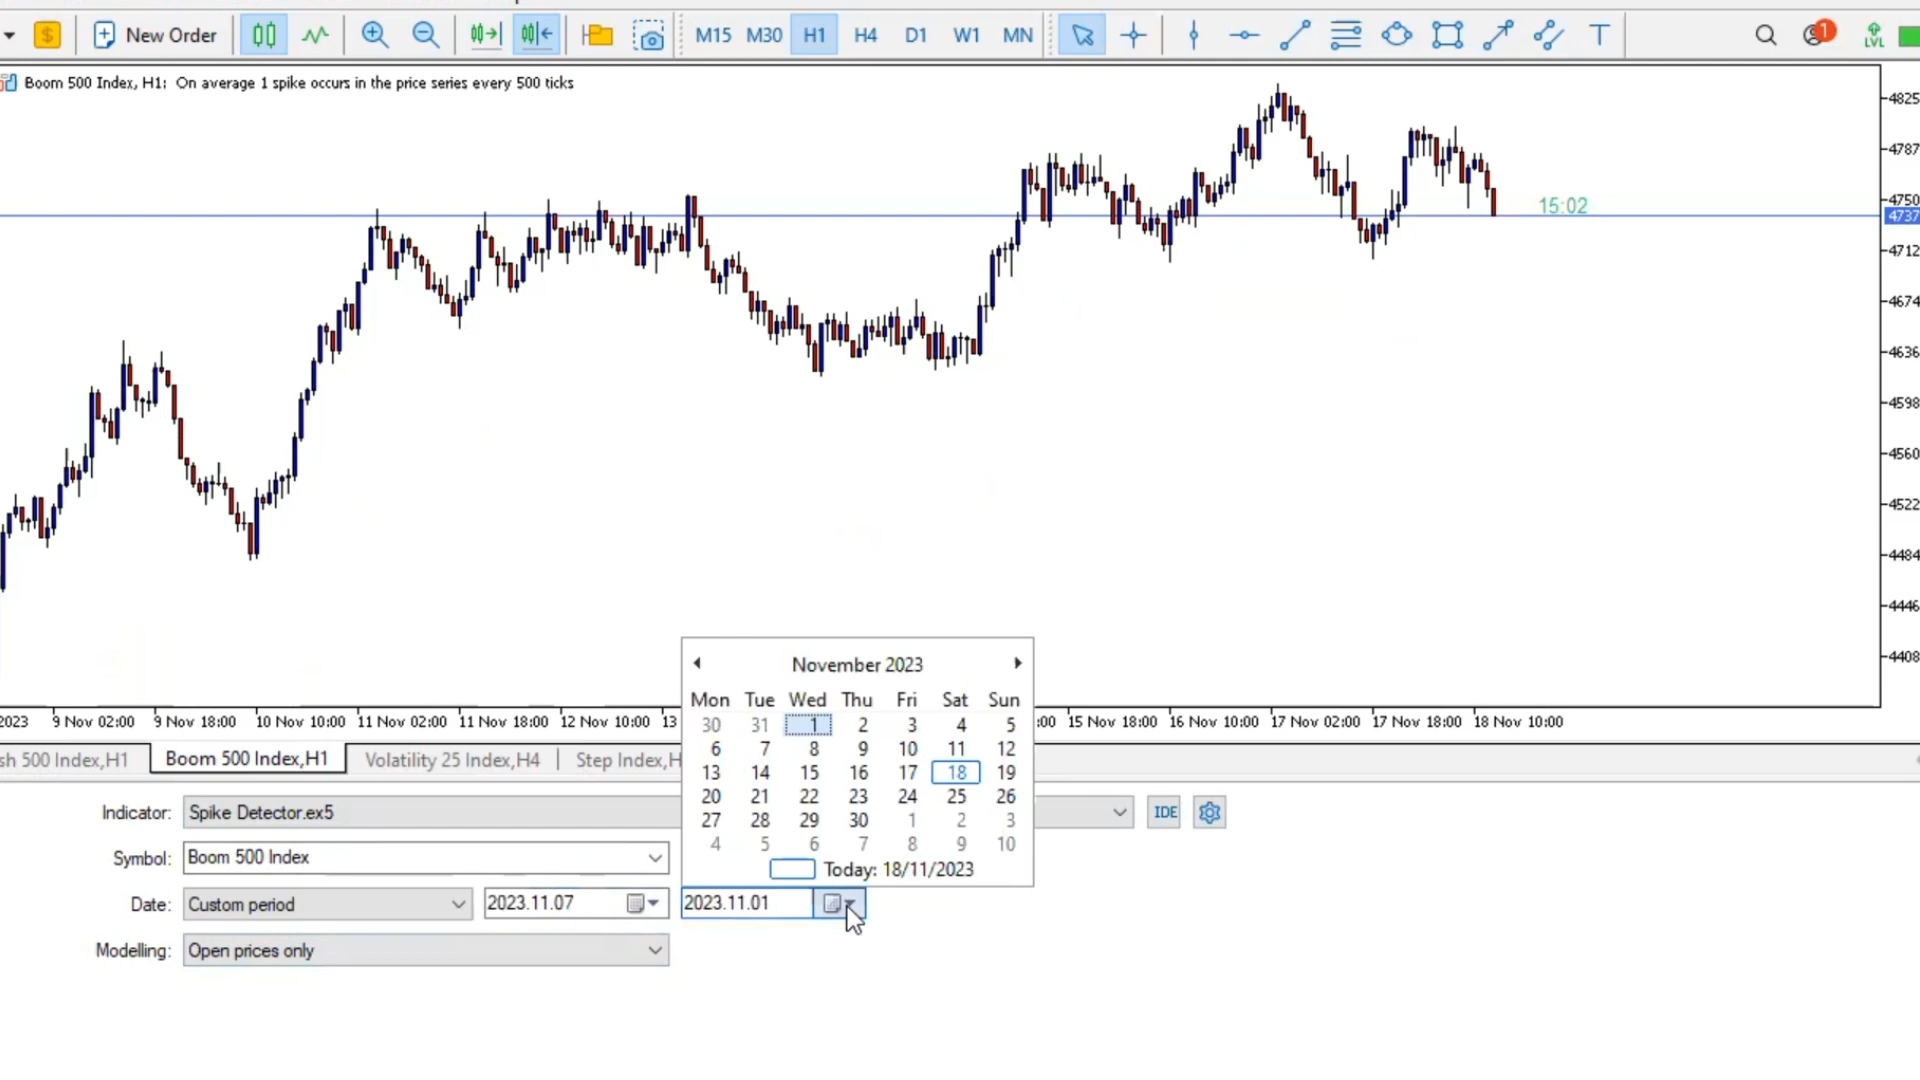 $ New Order M15 M30 H1 H4 D1 W1 MN T 1 LVL
Boom 500 Index, H1: On average 1 spike occurs in the price series every 500 ticks
4825
4787
4750
15:02
4737
4712
4674
4636
4598
4560
4522
4484
4446
4408
2023 9 Nov 02:00 9 Nov 18:00 10 Nov 10:00 11 Nov 02:00 11 Nov 18:00 12 Nov 10:00 13 :00 15 Nov 18:00 16 Nov 10:00 17 Nov 02:00 17 Nov 18:00 18 Nov 10:00
sh 500 Index,H1 Boom 500 Index,H1 Volatility 25 Index,H4 Step Index,H
November 2023
Mon Tue Wed Thu Fri Sat Sun
30 31 1 2 3 4 5
6 7 8 9 10 11 12
13 14 15 16 17 18 19
20 21 22 23 24 25 26
27 28 29 30 1 2 3
4 5 6 7 8 9 10
Today: 18/11/2023
Indicator: Spike Detector.ex5 IDE
Symbol: Boom 500 Index
Date: Custom period 2023.11.07 2023.11.01
Modelling: Open prices only